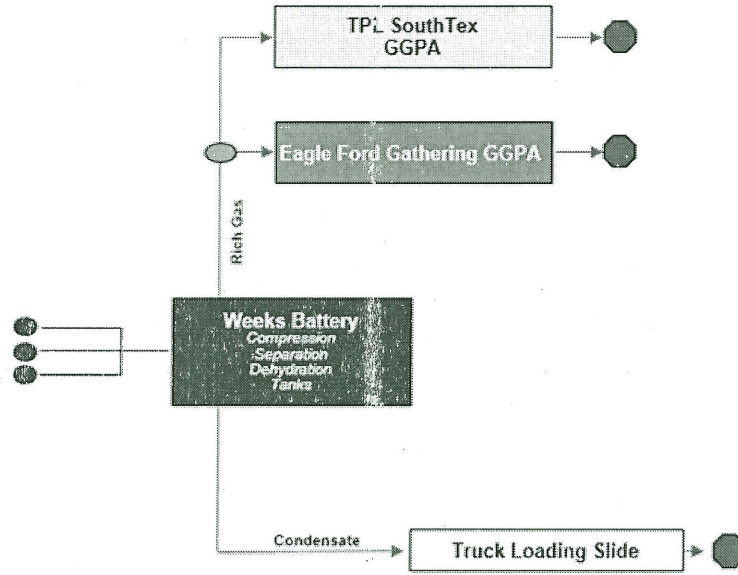 TPL SouthTex
GGPA
Eagle Ford Gathering GGPA
Rich Gas
Weeks Battery
Compression
Separation
Dehydration
Tanks
Condensate
Truck Loading Slide